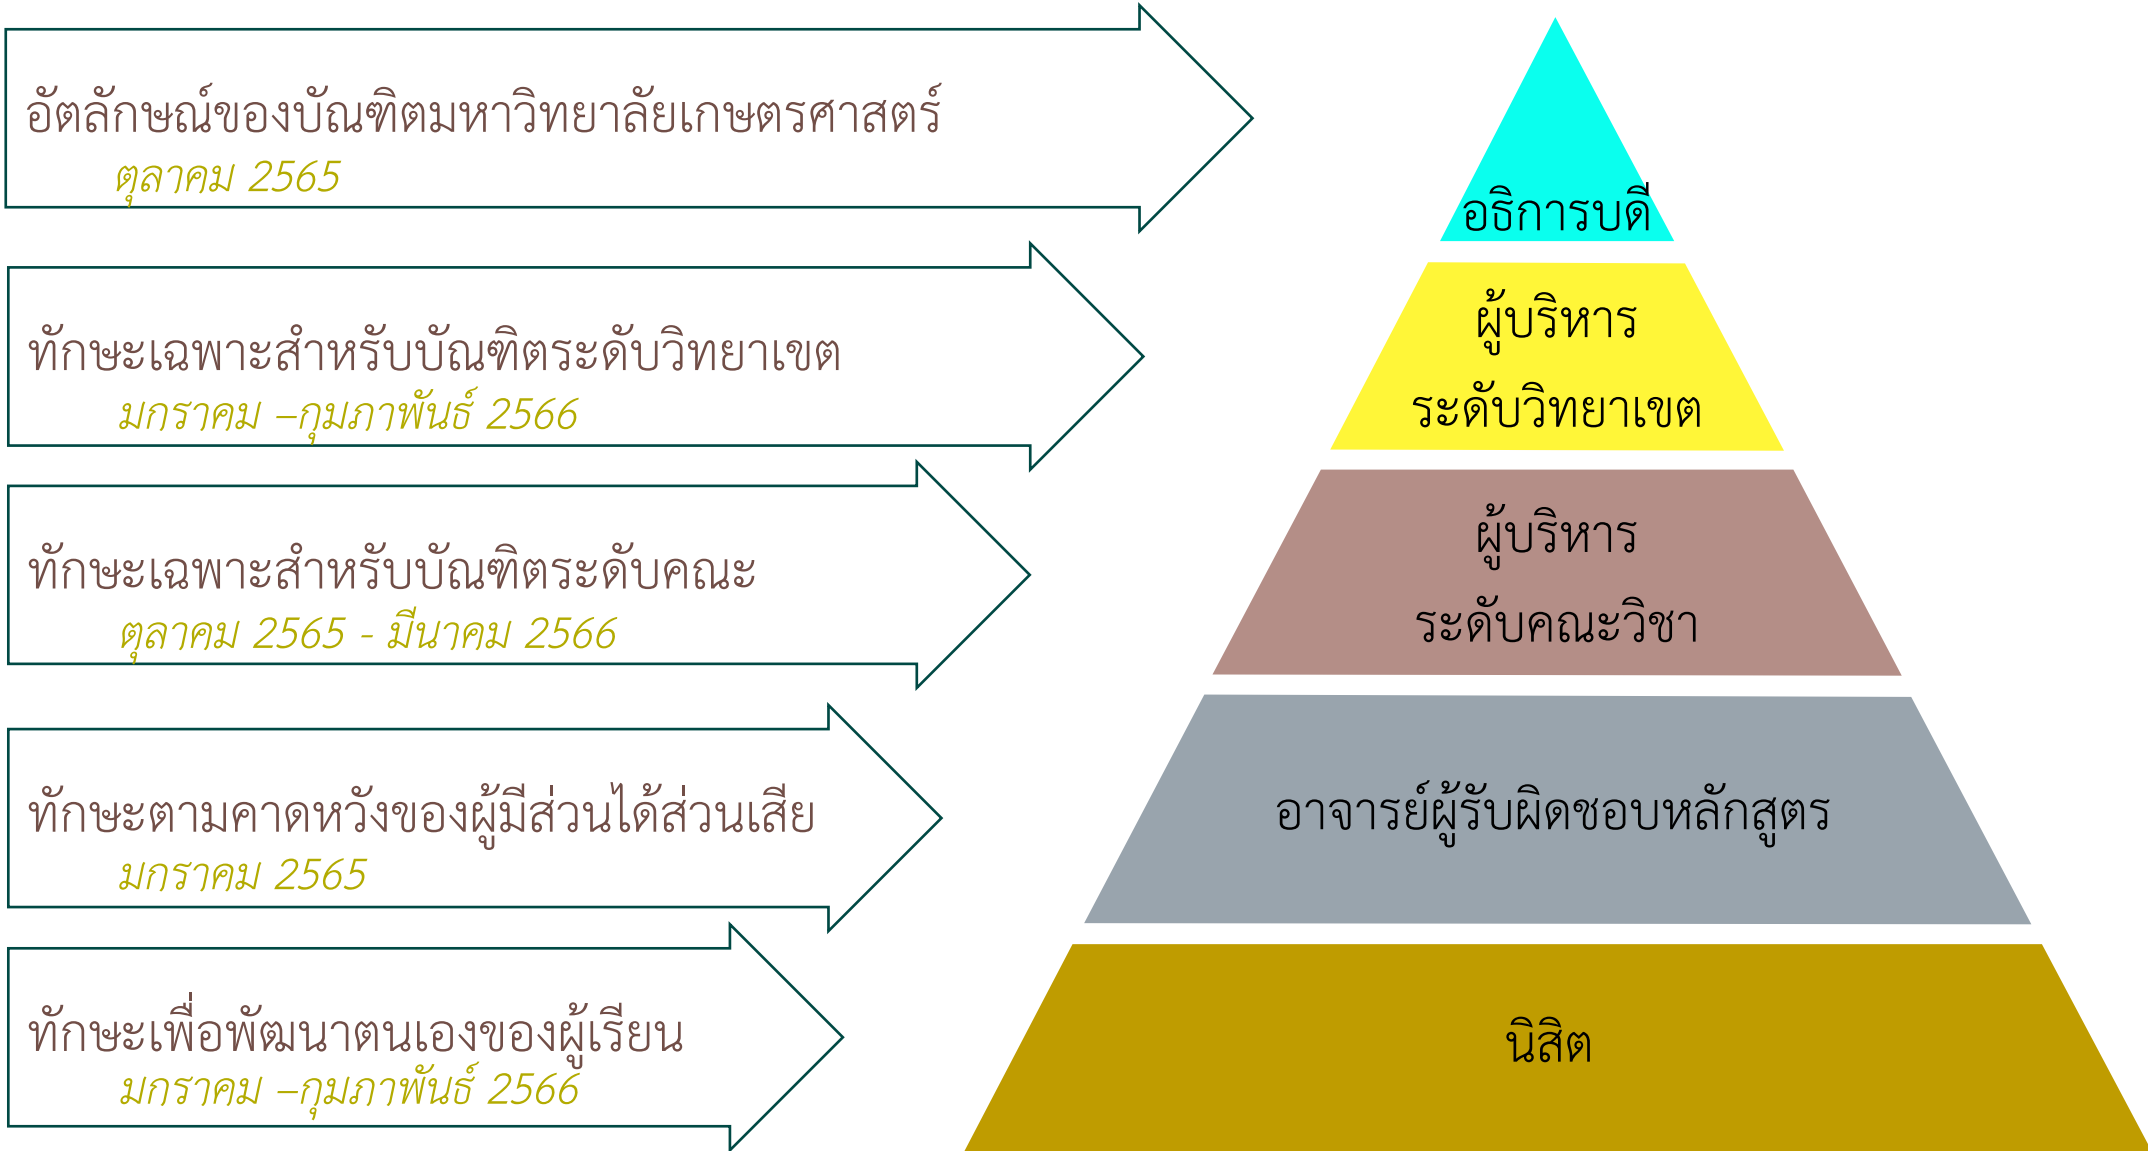 อัตลักษณ์ของบัณฑิตมหาวิทยาลัยเกษตรศาสตร์
ตุลาคม 2565
อธิการบดี
ทักษะเฉพาะสำหรับบัณฑิตระดับวิทยาเขต
มกราคม –กุมภาพันธ์ 2566
ผู้บริหาร
ระดับวิทยาเขต
ทักษะเฉพาะสำหรับบัณฑิตระดับคณะ
ตุลาคม 2565 - มีนาคม 2566
ผู้บริหาร
ระดับคณะวิชา
ทักษะตามคาดหวังของผู้มีส่วนได้ส่วนเสีย
มกราคม 2565
อาจารย์ผู้รับผิดชอบหลักสูตร
ทักษะเพื่อพัฒนาตนเองของผู้เรียน
มกราคม –กุมภาพันธ์ 2566
นิสิต